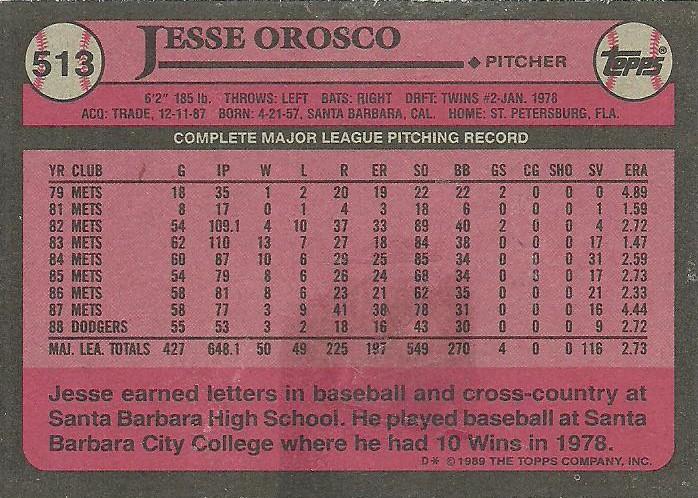 513
JESSE OROSCO
PITCHER
TOPPS®
6'2" 185 lb. THROWS: LEFT BATS: RIGHT DRFT: TWINS #2-JAN. 1978
ACQ: TRADE, 12-11-87 BORN: 4-21-57, SANTA BARBARA, CAL. HOME: ST. PETERSBURG, FLA.
COMPLETE MAJOR LEAGUE PITCHING RECORD
YR CLUB G IP W L R ER SO BB GS CG SHO SV ERA
79 METS 18 35 1 2 20 19 22 22 2 0 0 0 4.89
81 METS 8 17 0 1 4 3 18 6 0 0 0 1 1.59
82 METS 54 109.1 4 10 37 33 89 40 2 0 0 4 2.72
83 METS 62 110 13 7 27 18 84 38 0 0 0 17 1.47
84 METS 60 87 10 6 29 25 85 34 0 0 0 31 2.59
85 METS 54 79 8 6 26 24 68 34 0 0 0 17 2.73
86 METS 58 81 8 6 23 21 62 35 0 0 0 21 2.33
87 METS 58 77 3 9 41 38 78 31 0 0 0 16 4.44
88 DODGERS 55 53 3 2 18 16 43 30 0 0 0 9 2.72
MAJ. LEA. TOTALS 427 648.1 50 49 225 197 549 270 4 0 0 116 2.73
Jesse earned letters in baseball and cross-country at
Santa Barbara High School. He played baseball at Santa
Barbara City College where he had 10 Wins in 1978.
D* © 1989 THE TOPPS COMPANY, INC.